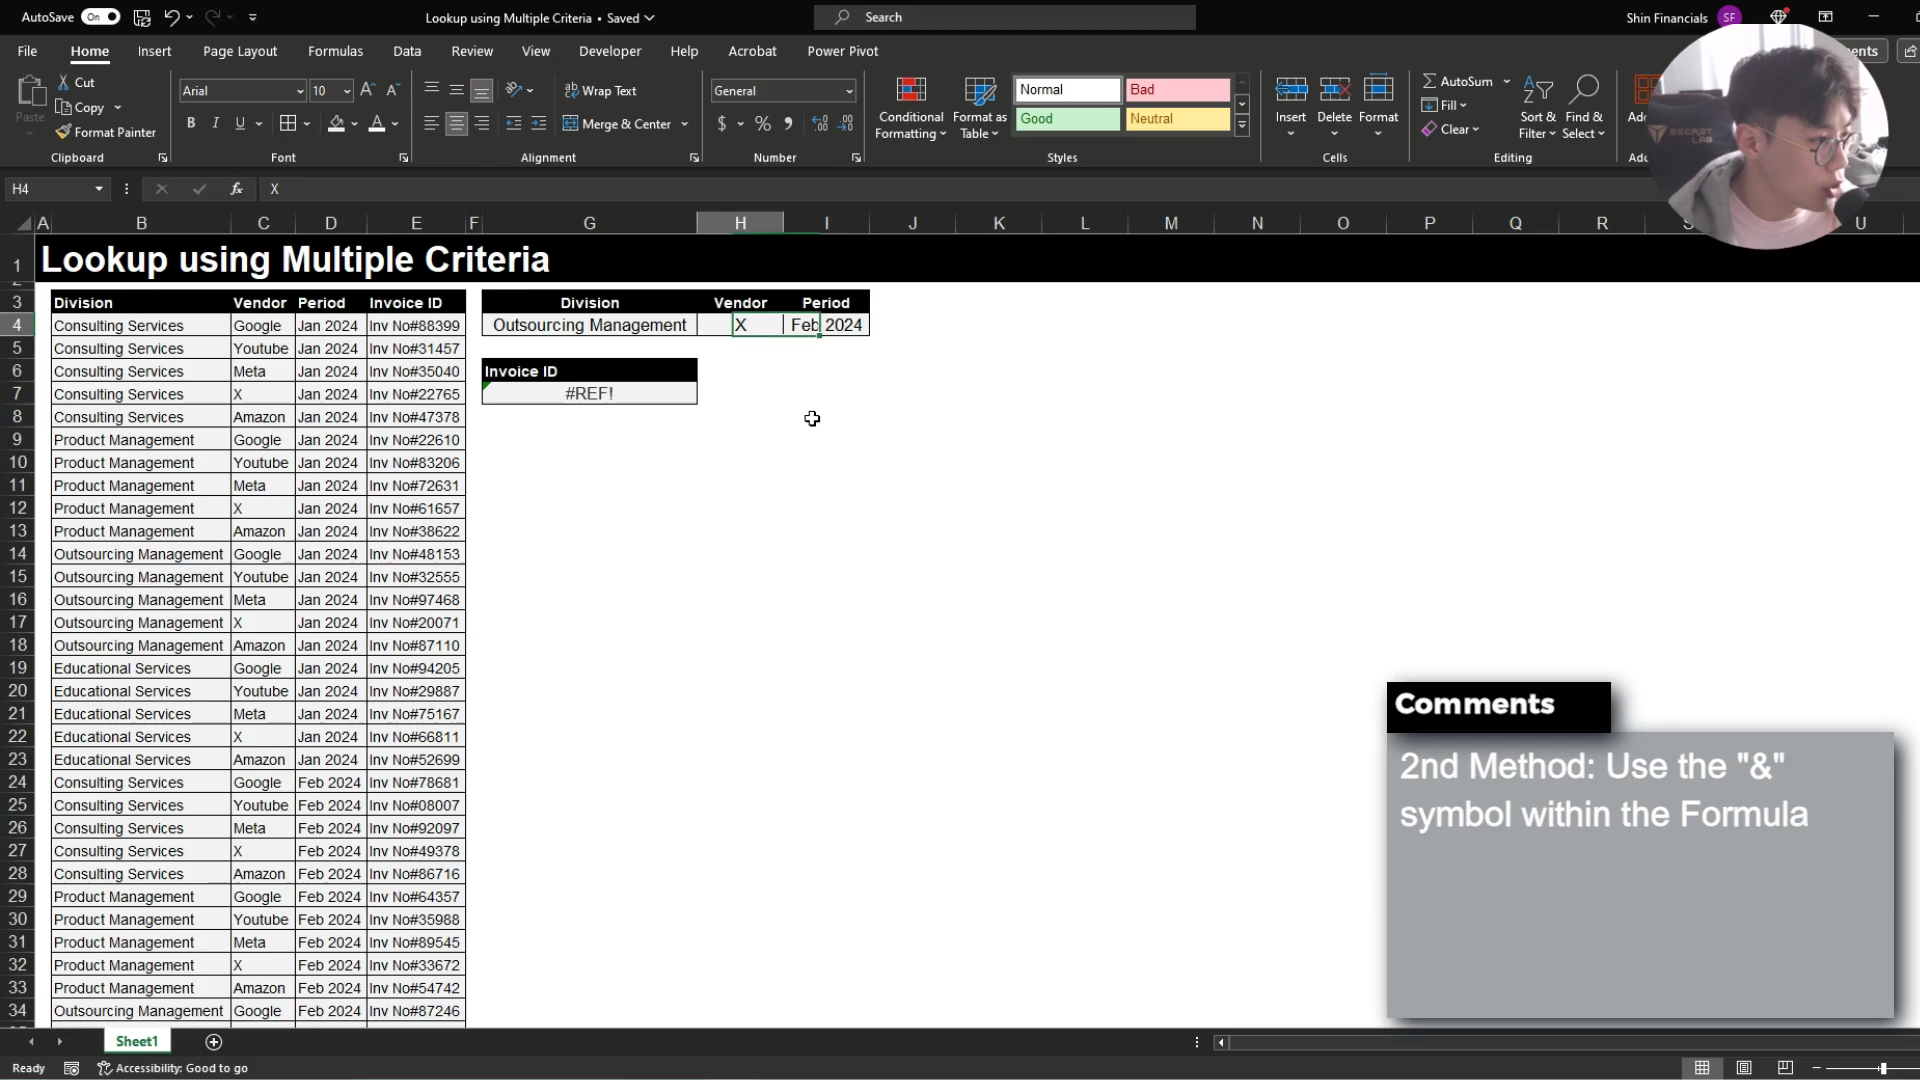 AutoSave On Lookup using Multiple Criteria • Saved Search Shin Financials SF
File Home Insert Page Layout Formulas Data Review View Developer Help Acrobat Power Pivot
Paste Cut Copy Format Painter Clipboard
Arial 10 B I U Font
Wrap Text Merge & Center Alignment
General $ % Number
Conditional Formatting Format as Table Normal Bad Good Neutral Styles
Insert Delete Format Cells
AutoSum Fill Clear Sort & Filter Find & Select Editing
SECRET LAB
H4 fx X
A B C D E F G H I J K L M N O P Q R S U
1 Lookup using Multiple Criteria
3 Division Vendor Period Invoice ID Division Vendor Period
4 Consulting Services Google Jan 2024 Inv No#88399 Outsourcing Management X Feb 2024
5 Consulting Services Youtube Jan 2024 Inv No#31457
6 Consulting Services Meta Jan 2024 Inv No#35040 Invoice ID
7 Consulting Services X Jan 2024 Inv No#22765 #REF!
8 Consulting Services Amazon Jan 2024 Inv No#47378
9 Product Management Google Jan 2024 Inv No#22610
10 Product Management Youtube Jan 2024 Inv No#83206
11 Product Management Meta Jan 2024 Inv No#72631
12 Product Management X Jan 2024 Inv No#61657
13 Product Management Amazon Jan 2024 Inv No#38622
14 Outsourcing Management Google Jan 2024 Inv No#48153
15 Outsourcing Management Youtube Jan 2024 Inv No#32555
16 Outsourcing Management Meta Jan 2024 Inv No#97468
17 Outsourcing Management X Jan 2024 Inv No#20071
18 Outsourcing Management Amazon Jan 2024 Inv No#87110
19 Educational Services Google Jan 2024 Inv No#94205
20 Educational Services Youtube Jan 2024 Inv No#29887
21 Educational Services Meta Jan 2024 Inv No#75167
22 Educational Services X Jan 2024 Inv No#66811
23 Educational Services Amazon Jan 2024 Inv No#52699
24 Consulting Services Google Feb 2024 Inv No#78681
25 Consulting Services Youtube Feb 2024 Inv No#08007
26 Consulting Services Meta Feb 2024 Inv No#92097
27 Consulting Services X Feb 2024 Inv No#49378
28 Consulting Services Amazon Feb 2024 Inv No#86716
29 Product Management Google Feb 2024 Inv No#64357
30 Product Management Youtube Feb 2024 Inv No#35988
31 Product Management Meta Feb 2024 Inv No#89545
32 Product Management X Feb 2024 Inv No#33672
33 Product Management Amazon Feb 2024 Inv No#54742
34 Outsourcing Management Google Feb 2024 Inv No#87246
Comments
2nd Method: Use the "&"
symbol within the Formula
Sheet1
Ready Accessibility: Good to go